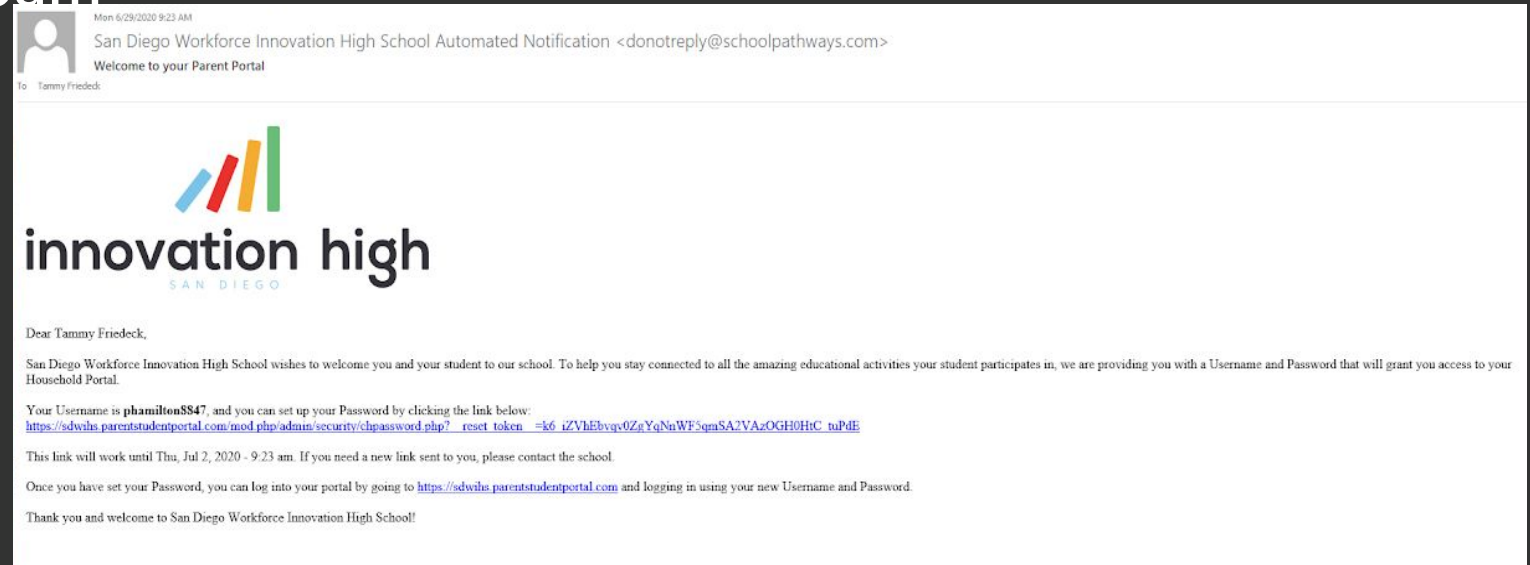 Mon 6/29/2020 9:23 AM
San Diego Workforce Innovation High School Automated Notification <donotreply@schoolpathways.com>
Welcome to your Parent Portal
To Tammy Friedeck
innovation high
SAN DIEGO
Dear Tammy Friedeck,
San Diego Workforce Innovation High School wishes to welcome you and your student to our school. To help you stay connected to all the amazing educational activities your student participates in, we are providing you with a Username and Password that will grant you access to your
Household Portal.
Your Username is phamilton8847, and you can set up your Password by clicking the link below:
https://sdwihs.parentstudentportal.com/mod.php/admin/security/chpassword.php?__reset_token__=k6_iZVhEbvqv0ZgYqNnWF5qmSA2VAzOGH0HtC_tuPdE
This link will work until Thu, Jul 2, 2020 - 9:23 am. If you need a new link sent to you, please contact the school.
Once you have set your Password, you can log into your portal by going to https://sdwihs.parentstudentportal.com and logging in using your new Username and Password.
Thank you and welcome to San Diego Workforce Innovation High School!